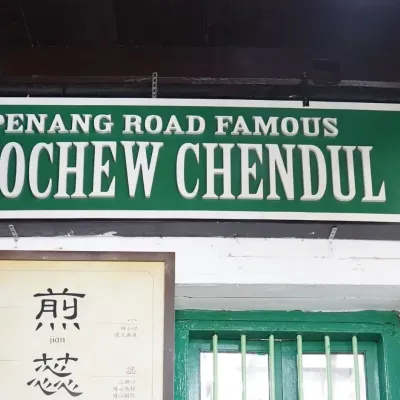 PENANG ROAD FAMOUS
OCHEW CHENDUL
煎
jiān
蕊